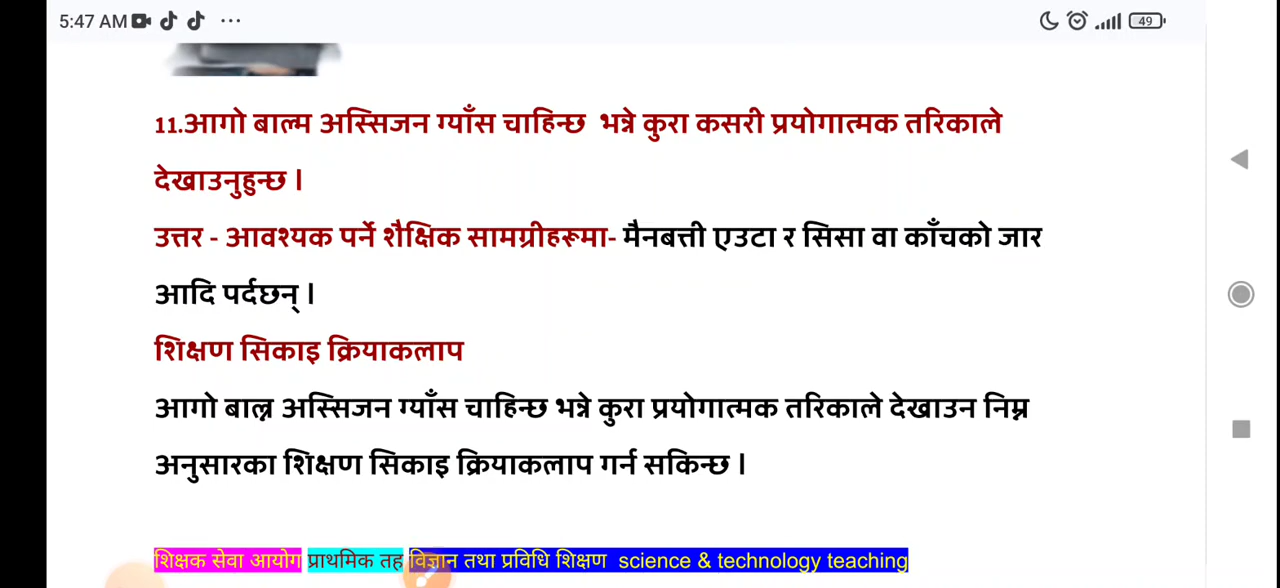 5:47 AM
49
11.आगो बाल्म अस्सिजन ग्याँस चाहिन्छ भन्ने कुरा कसरी प्रयोगात्मक तरिकाले
देखाउनुहुन्छ ।
उत्तर - आवश्यक पर्ने शैक्षिक सामग्रीहरूमा- मैनबत्ती एउटा र सिसा वा काँचको जार
आदि पर्दछन् ।
शिक्षण सिकाइ क्रियाकलाप
आगो बाल्न अस्सिजन ग्याँस चाहिन्छ भन्ने कुरा प्रयोगात्मक तरिकाले देखाउन निम्न
अनुसारका शिक्षण सिकाइ क्रियाकलाप गर्न सकिन्छ ।
शिक्षक सेवा आयोग प्राथमिक तह विज्ञान तथा प्रविधि शिक्षण science & technology teaching